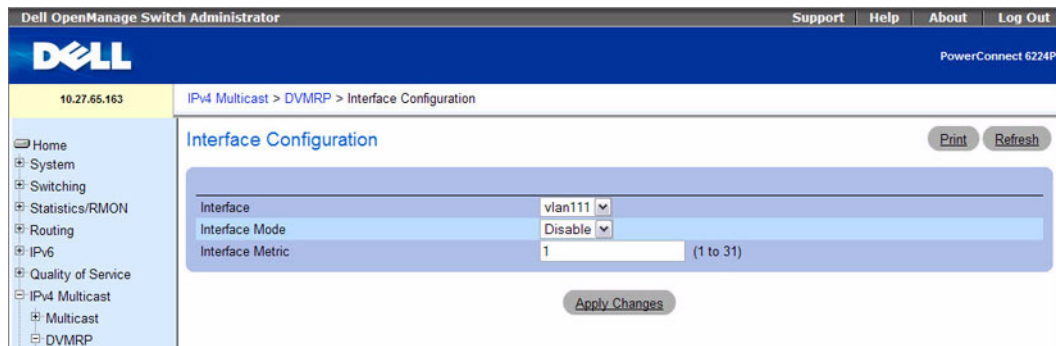 Dell OpenManage Switch Administrator
Support Help About Log Out
DELL
PowerConnect 6224P
10.27.65.163
IPv4 Multicast > DVMRP > Interface Configuration
Home
System
Switching
Statistics/RMON
Routing
IPv6
Quality of Service
IPv4 Multicast
Multicast
DVMRP
Interface Configuration
Print Refresh
Interface vlan111
Interface Mode Disable
Interface Metric 1 (1 to 31)
Apply Changes